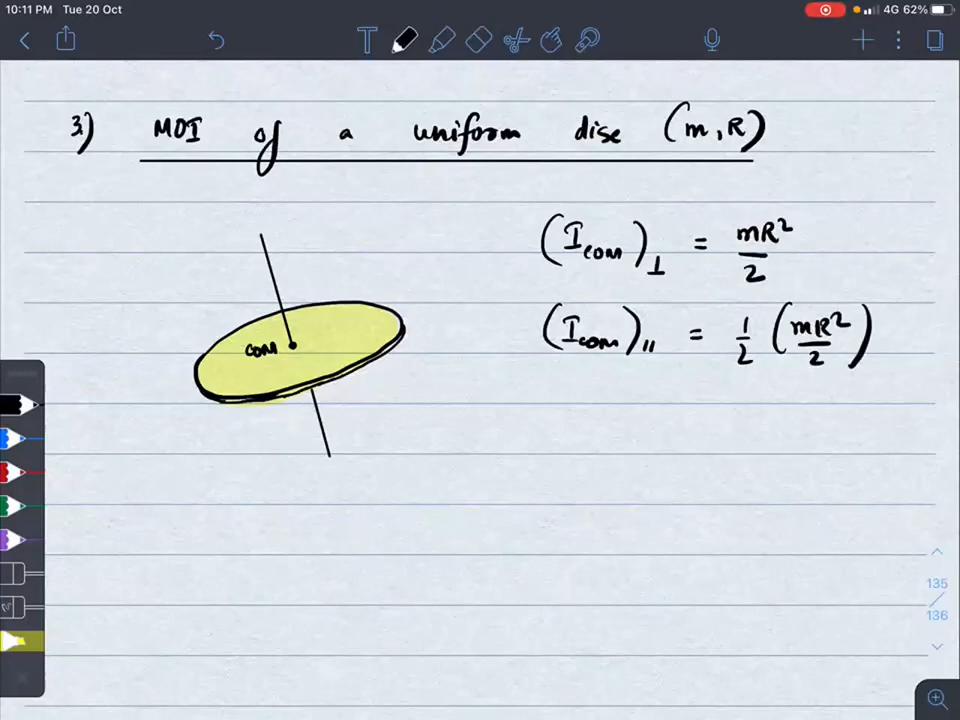 10:11 PM Tue 20 Oct 4G 62%
3.) MOI of a uniform disc (m, R)
(I_com)_⊥ = mR²/2
(I_com)_∥ = 1/2 (mR²/2)
com
135
/
136